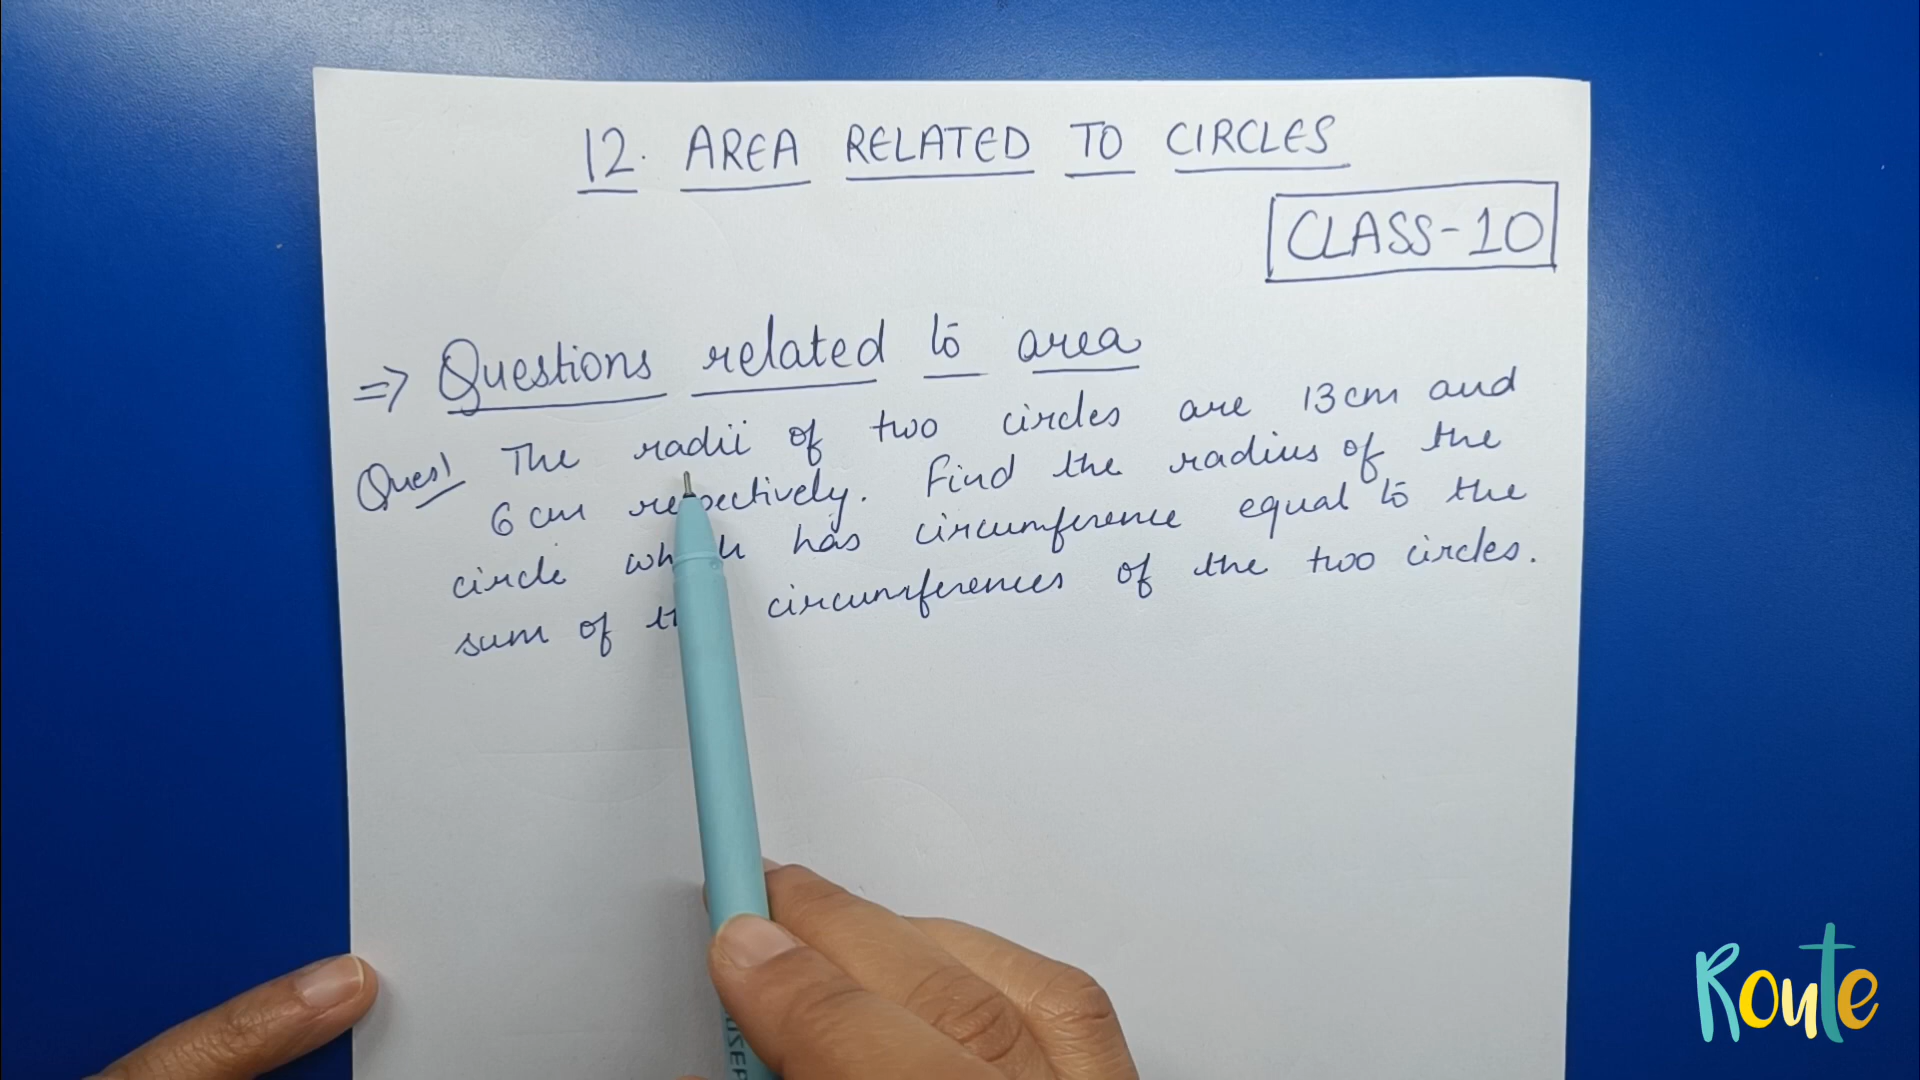 12. AREA RELATED TO CIRCLES
CLASS-10
=> Questions related to area
Ques1 The radii of two circles are 13cm and
6 cm respectively. Find the radius of the
circle which has circumference equal to the
sum of circumferences of the two circles.
USER
Route